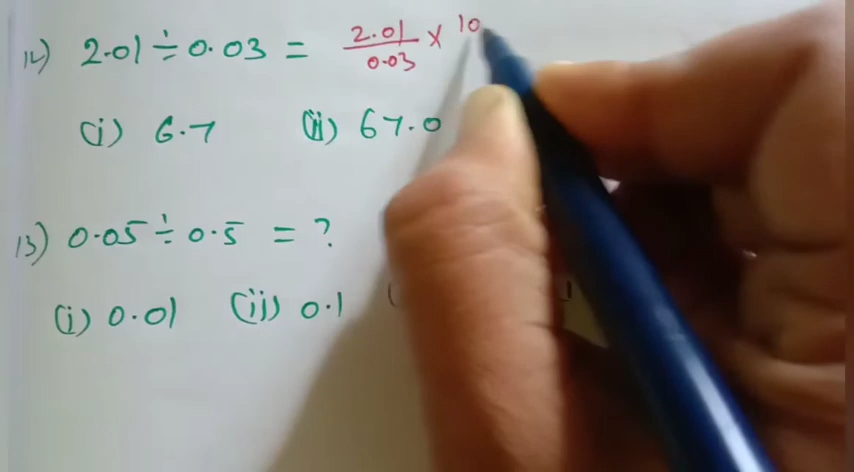 12) 2.01 ÷ 0.03 = 2.01/0.03 × 10
(i) 6.7 (ii) 67.0
13) 0.05 ÷ 0.5 = ?
(i) 0.01 (ii) 0.1